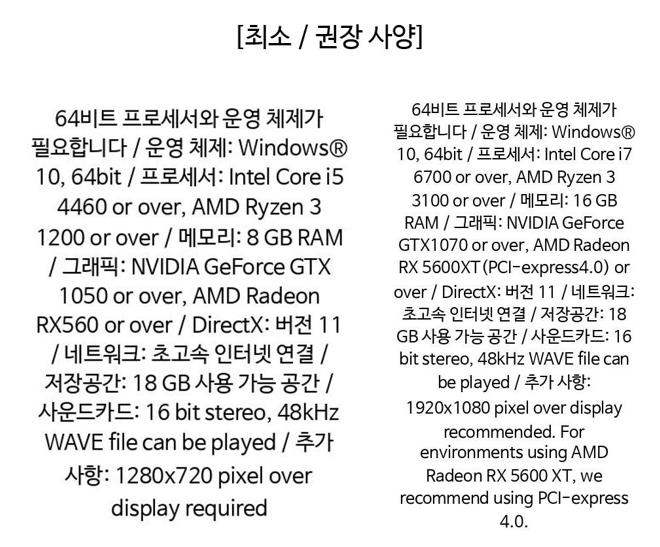 [최소 / 권장 사양]
64비트 프로세서와 운영 체제가
필요합니다 / 운영 체제: Windows®
10, 64bit / 프로세서: Intel Core i5
4460 or over, AMD Ryzen 3
1200 or over / 메모리: 8 GB RAM
/ 그래픽: NVIDIA GeForce GTX
1050 or over, AMD Radeon
RX560 or over / DirectX: 버전 11
/ 네트워크: 초고속 인터넷 연결 /
저장공간: 18 GB 사용 가능 공간 /
사운드카드: 16 bit stereo, 48kHz
WAVE file can be played / 추가
사항: 1280x720 pixel over
display required
64비트 프로세서와 운영 체제가
필요합니다 / 운영 체제: Windows®
10, 64bit / 프로세서: Intel Core i7
6700 or over, AMD Ryzen 3
3100 or over / 메모리: 16 GB
RAM / 그래픽: NVIDIA GeForce
GTX1070 or over, AMD Radeon
RX 5600XT(PCI-express4.0) or
over / DirectX: 버전 11 / 네트워크:
초고속 인터넷 연결 / 저장공간: 18
GB 사용 가능 공간 / 사운드카드: 16
bit stereo, 48kHz WAVE file can
be played / 추가 사항:
1920x1080 pixel over display
recommended. For
environments using AMD
Radeon RX 5600 XT, we
recommend using PCI-express
4.0.